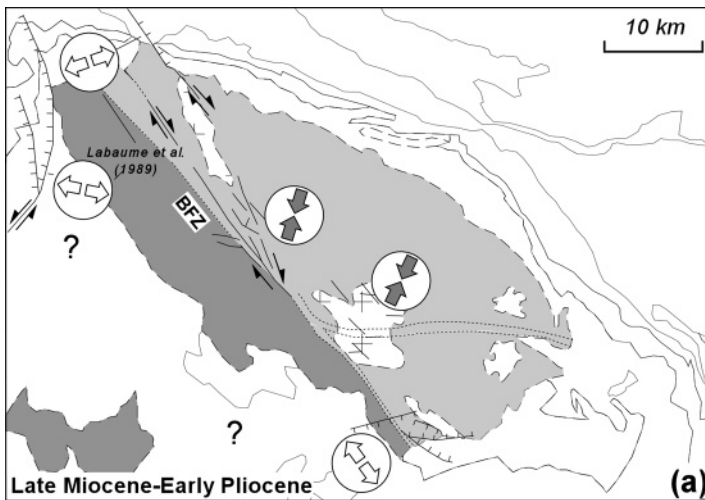 10 km
Labaume et al.
(1989)
BFZ
?
?
Late Miocene-Early Pliocene
(a)